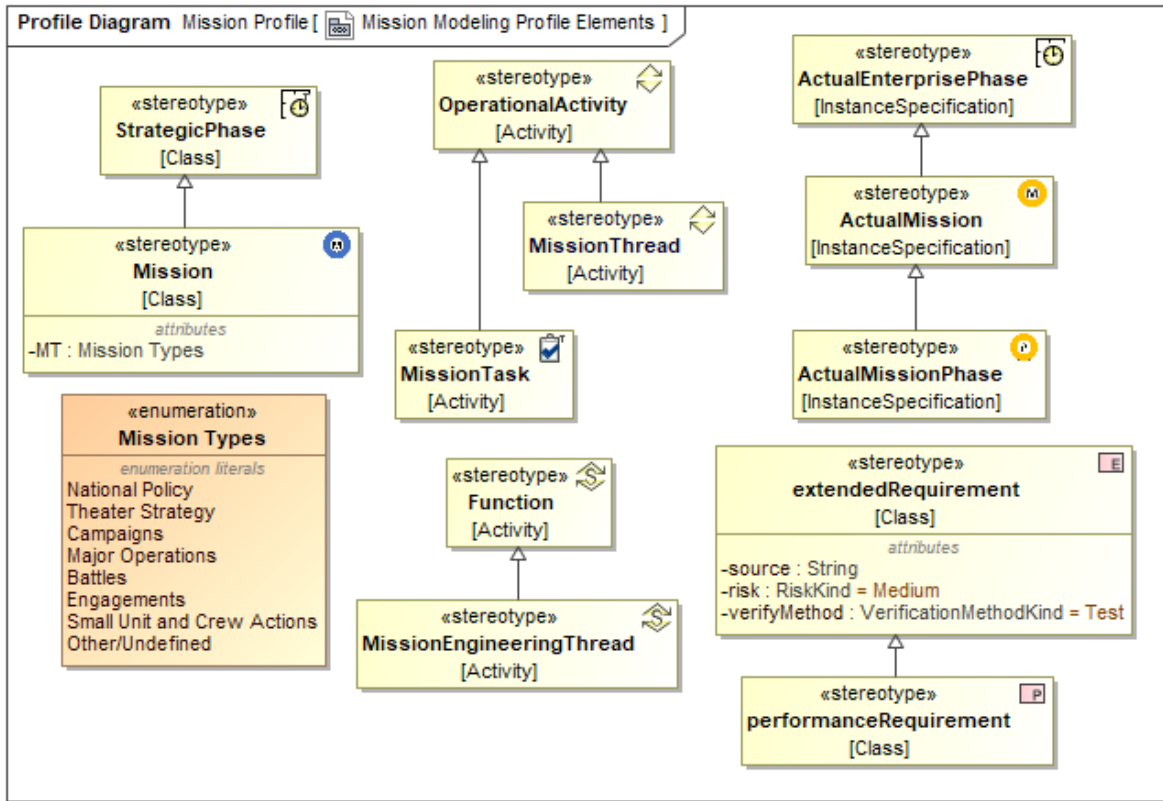 Profile Diagram Mission Profile [ Mission Modeling Profile Elements ]
«stereotype»
StrategicPhase
[Class]
«stereotype»
Mission
[Class]
attributes
-MT : Mission Types
«enumeration»
Mission Types
enumeration literals
National Policy
Theater Strategy
Campaigns
Major Operations
Battles
Engagements
Small Unit and Crew Actions
Other/Undefined
«stereotype»
OperationalActivity
[Activity]
«stereotype»
MissionThread
[Activity]
«stereotype»
MissionTask
[Activity]
«stereotype»
S
Function
[Activity]
«stereotype»
S
MissionEngineeringThread
[Activity]
«stereotype»
ActualEnterprisePhase
[InstanceSpecification]
«stereotype»
M
ActualMission
[InstanceSpecification]
«stereotype»
P
ActualMissionPhase
[InstanceSpecification]
«stereotype»
E
extendedRequirement
[Class]
attributes
-source : String
-risk : RiskKind = Medium
-verifyMethod : VerificationMethodKind = Test
«stereotype»
P
performanceRequirement
[Class]